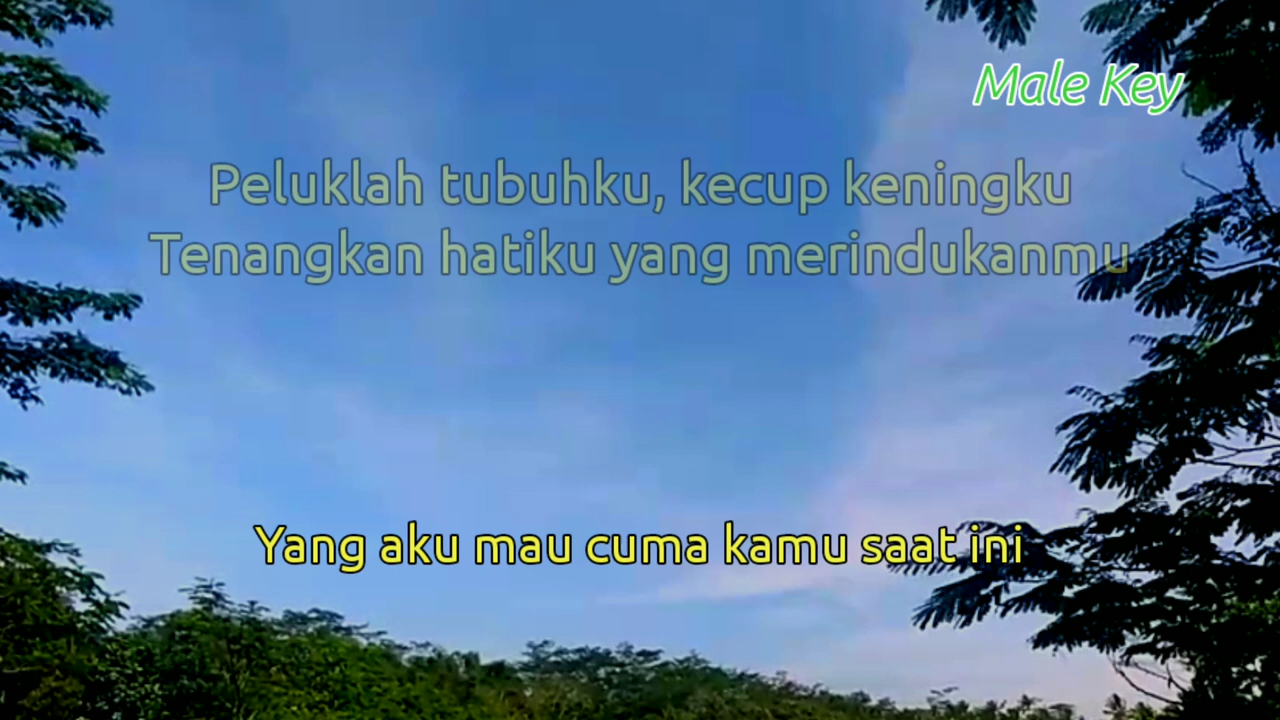 Male Key
Peluklah tubuhku, kecup keningku
Tenangkan hatiku yang merindukanmu
Yang aku mau cuma kamu saat ini